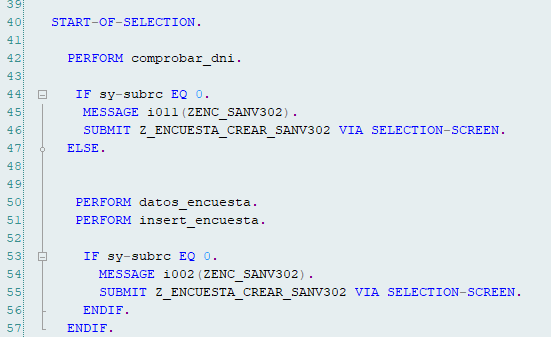 39
40 START-OF-SELECTION.
41
42 PERFORM comprobar_dni.
43
44 IF sy-subrc EQ 0.
45 MESSAGE i011(ZENC_SANV302).
46 SUBMIT Z_ENCUESTA_CREAR_SANV302 VIA SELECTION-SCREEN.
47 ELSE.
48
49
50 PERFORM datos_encuesta.
51 PERFORM insert_encuesta.
52
53 IF sy-subrc EQ 0.
54 MESSAGE i002(ZENC_SANV302).
55 SUBMIT Z_ENCUESTA_CREAR_SANV302 VIA SELECTION-SCREEN.
56 ENDIF.
57 ENDIF.